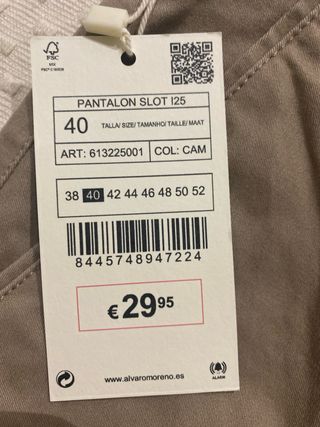 FSC
MIX
PANTALON SLOT I25
40 TALLA/ SIZE/ TAMANHO/ TAILLE/ MAAT
ART: 613225001 COL: CAM
38 40 42 44 46 48 50 52
8445748947224
€ 29 95
www.alvaromoreno.es
ALARM